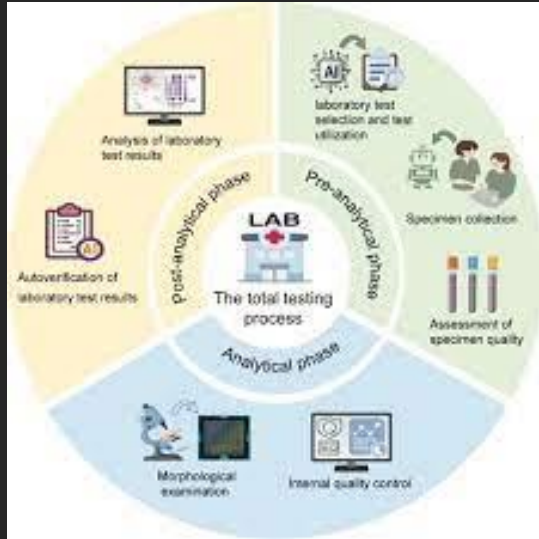 AI
laboratory test
selection and test
utilization
Specimen collection
Assessment of
specimen quality
Pre-analytical phase
LAB
The total testing
process
Post-analytical phase
Analysis of laboratory
test results
AI
Autoverification of
laboratory test results
Analytical phase
Morphological
examination
Internal quality control